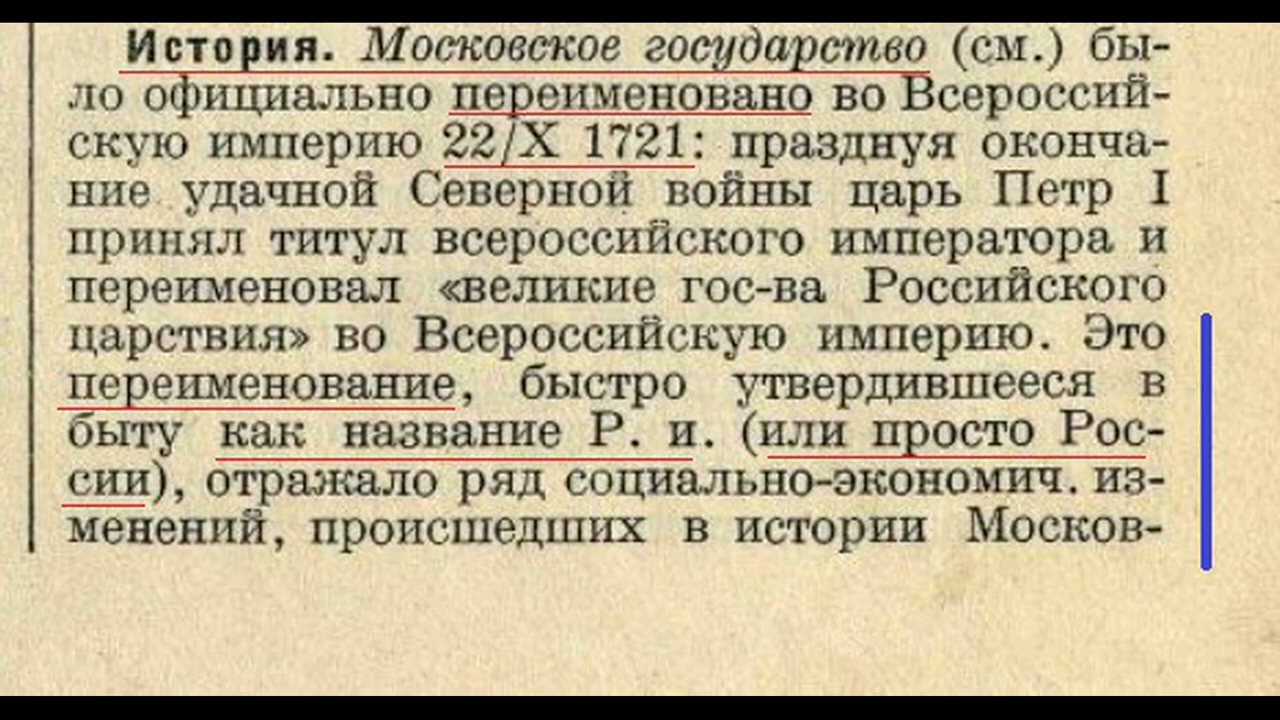 История. Московское государство (см.) бы-
ло официально переименовано во Всероссий-
скую империю 22/X 1721: празднуя оконча-
ние удачной Северной войны царь Петр I
принял титул всероссийского императора и
переименовал «великие гос-ва Российского
царствия» во Всероссийскую империю. Это
переименование, быстро утвердившееся в
быту как название Р. и. (или просто Рос-
сии), отражало ряд социально-экономич. из-
менений, происшедших в истории Москов-